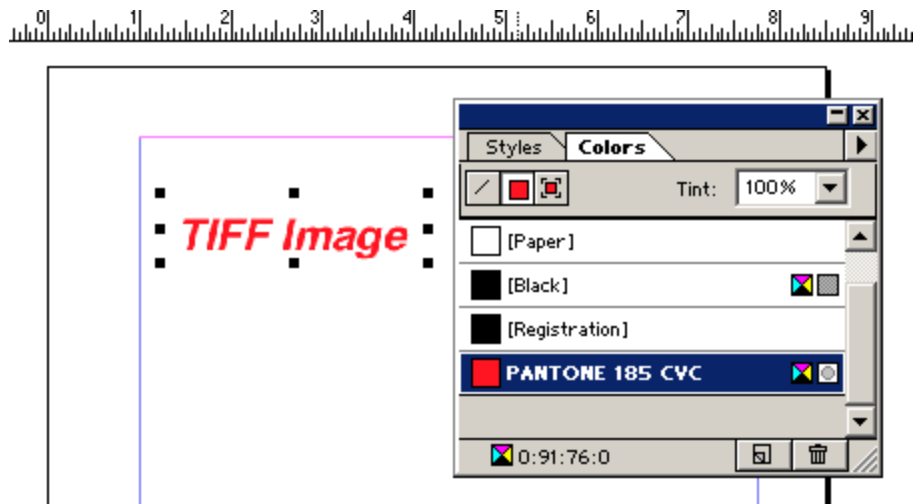 0 1 2 3 4 5 6 7 8 9
Styles Colors
Tint: 100%
TIFF Image
[Paper]
[Black]
[Registration]
PANTONE 185 CVC
0:91:76:0